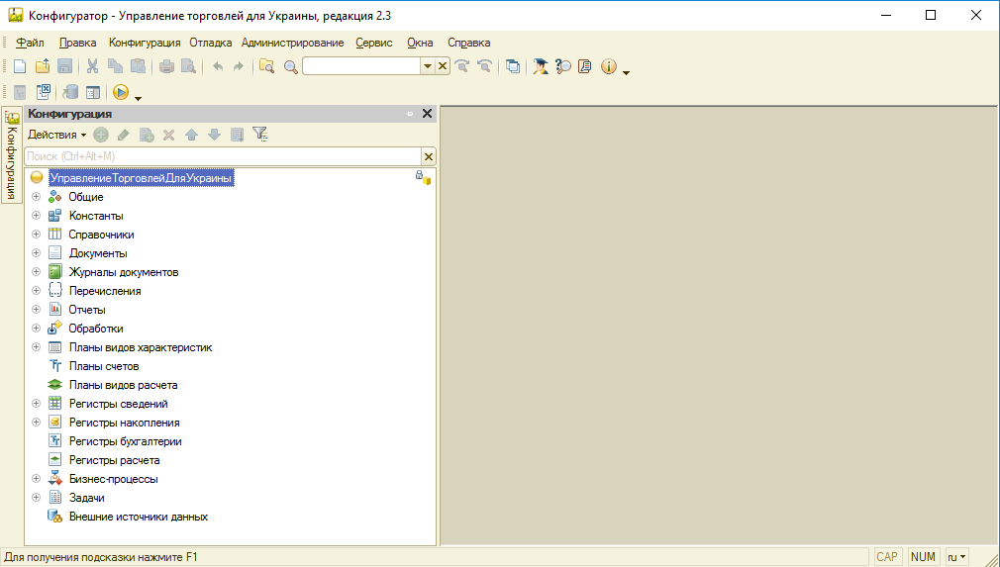 Конфигуратор - Управление торговлей для Украины, редакция 2.3
Файл Правка Конфигурация Отладка Администрирование Сервис Окна Справка
Конфигурация
Конфигурация
Действия
Поиск (Ctrl+Alt+M)
УправлениеТорговлейДляУкраины
Общие
Константы
Справочники
Документы
Журналы документов
Перечисления
Отчеты
Обработки
Планы видов характеристик
Планы счетов
Планы видов расчета
Регистры сведений
Регистры накопления
Регистры бухгалтерии
Регистры расчета
Бизнес-процессы
Задачи
Внешние источники данных
Для получения подсказки нажмите F1 CAP NUM ru